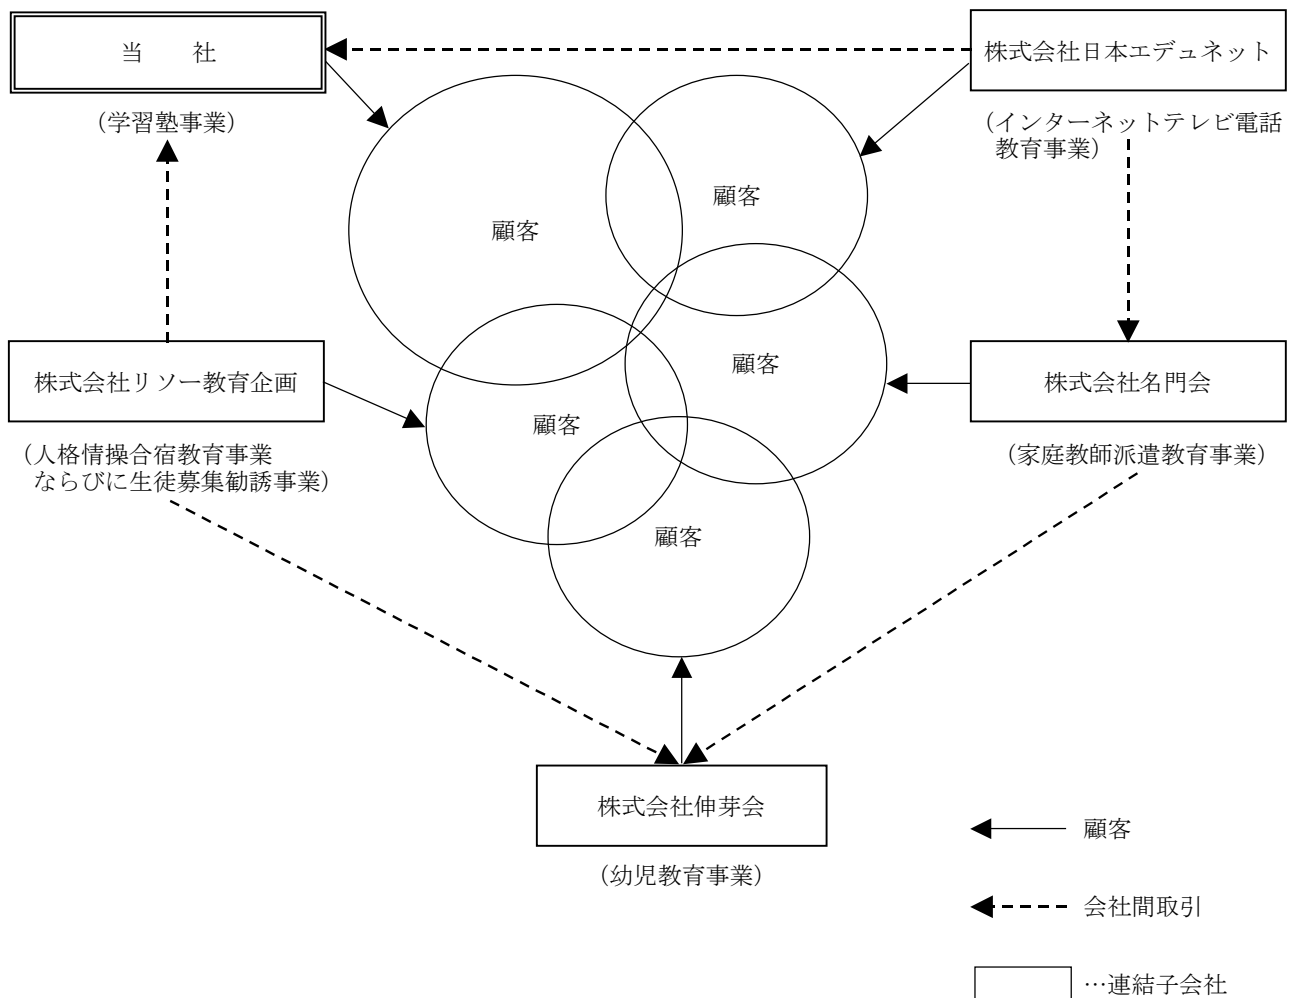 当　　社
株式会社日本エデュネット
（学習塾事業）
（インターネットテレビ電話
教育事業）
顧客
顧客
顧客
顧客
顧客
株式会社リソー教育企画
株式会社名門会
（人格情操合宿教育事業
ならびに生徒募集勧誘事業）
（家庭教師派遣教育事業）
株式会社伸芽会
（幼児教育事業）
顧客
会社間取引
…連結子会社